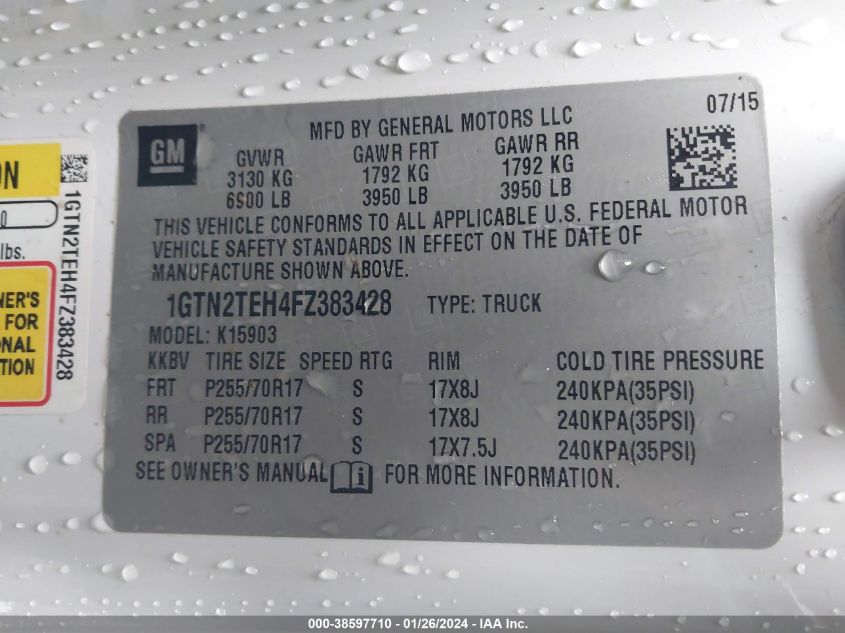 07/15
MFD BY GENERAL MOTORS LLC
GM
GVWR GAWR FRT GAWR RR
3130 KG 1792 KG 1792 KG
6900 LB 3950 LB 3950 LB
THIS VEHICLE CONFORMS TO ALL APPLICABLE U.S. FEDERAL MOTOR
VEHICLE SAFETY STANDARDS IN EFFECT ON THE DATE OF
MANUFACTURE SHOWN ABOVE.
1GTN2TEH4FZ383428 TYPE: TRUCK
MODEL: K15903
KKBV TIRE SIZE SPEED RTG RIM COLD TIRE PRESSURE
FRT P255/70R17 S 17X8J 240KPA(35PSI)
RR P255/70R17 S 17X8J 240KPA(35PSI)
SPA P255/70R17 S 17X7.5J 240KPA(35PSI)
SEE OWNER'S MANUAL i FOR MORE INFORMATION.
ON
0
lbs.
NER'S
FOR
ONAL
TION
1GTN2TEH4FZ383428
000-38597710 - 01/26/2024 - IAA Inc.